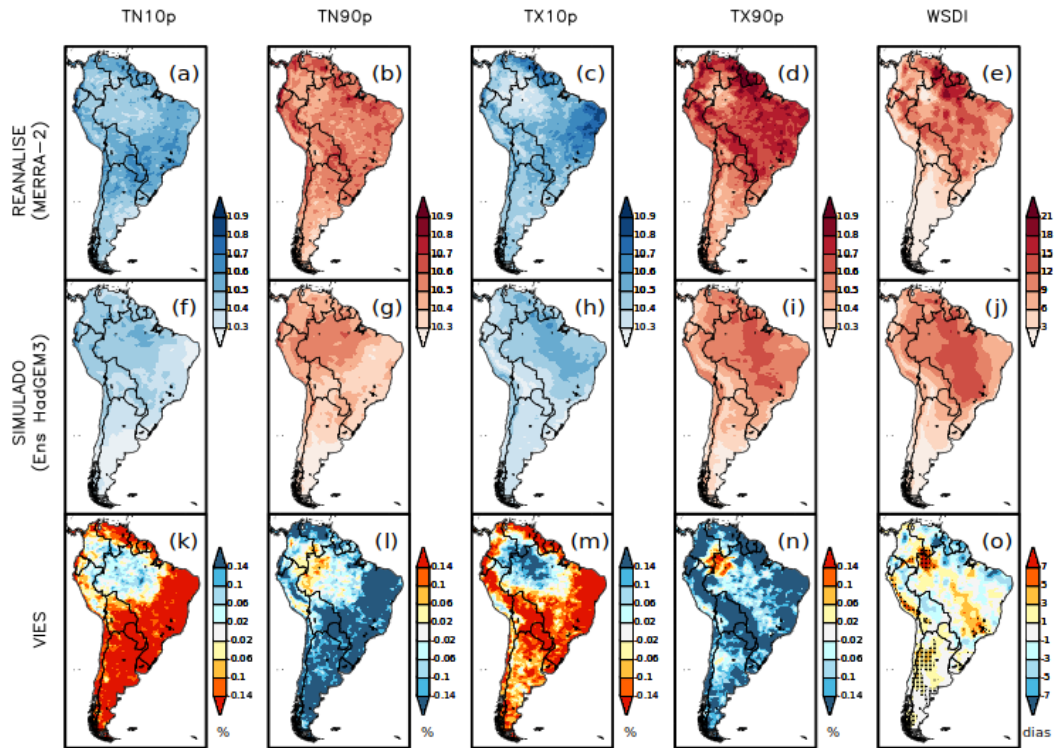 TN10p TN90p TX10p TX90p WSDI
REANALISE
(MERRA-2)
(a) (b) (c) (d) (e)
10.9 10.9 10.9 10.9 21
10.8 10.8 10.8 10.8 18
10.7 10.7 10.7 10.7 15
10.6 10.6 10.6 10.6 12
10.5 10.5 10.5 10.5 9
10.4 10.4 10.4 10.4 6
10.3 10.3 10.3 10.3 3
SIMULADO
(Ens HadGEM3)
(f) (g) (h) (i) (j)
VIES
(k) (l) (m) (n) (o)
0.14 0.14 0.14 0.14 7
0.1 0.1 0.1 0.1 5
0.06 0.06 0.06 0.06 3
0.02 0.02 0.02 0.02 1
-0.02 -0.02 -0.02 -0.02 -1
-0.06 -0.06 -0.06 -0.06 -3
-0.1 -0.1 -0.1 -0.1 -5
-0.14 -0.14 -0.14 -0.14 -7
% % % % dias